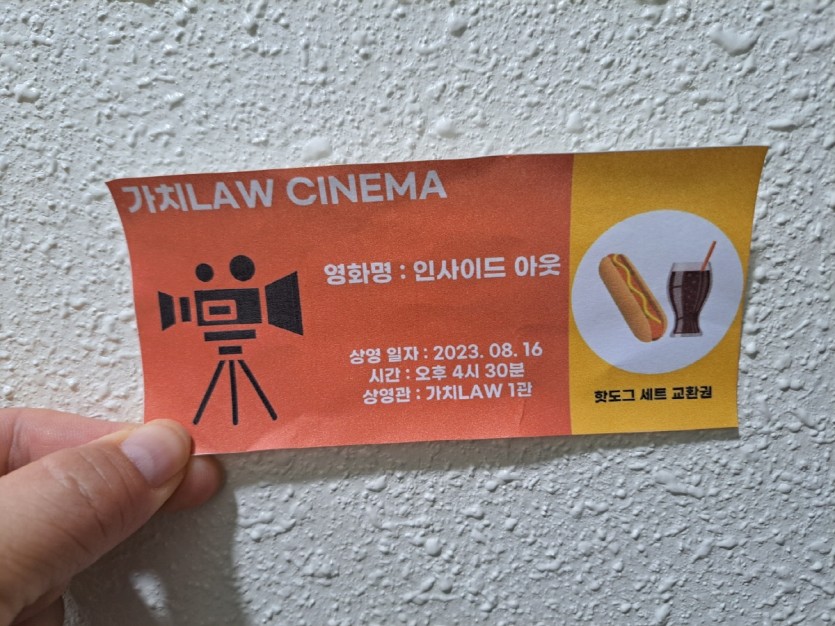 가치LAW CINEMA
영화명 : 인사이드 아웃
상영 일자 : 2023. 08. 16
시간 : 오후 4시 30분
상영관 : 가치LAW 1관
핫도그 세트 교환권